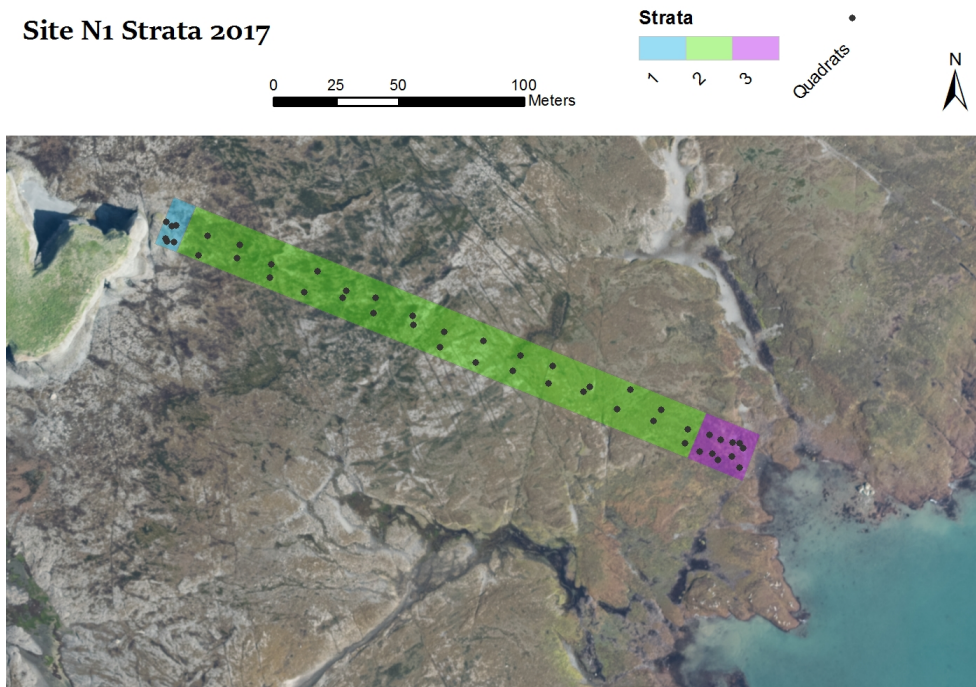 Site N1 Strata 2017
0 25 50 100
Meters
Strata
1 2 3
Quadrats
N